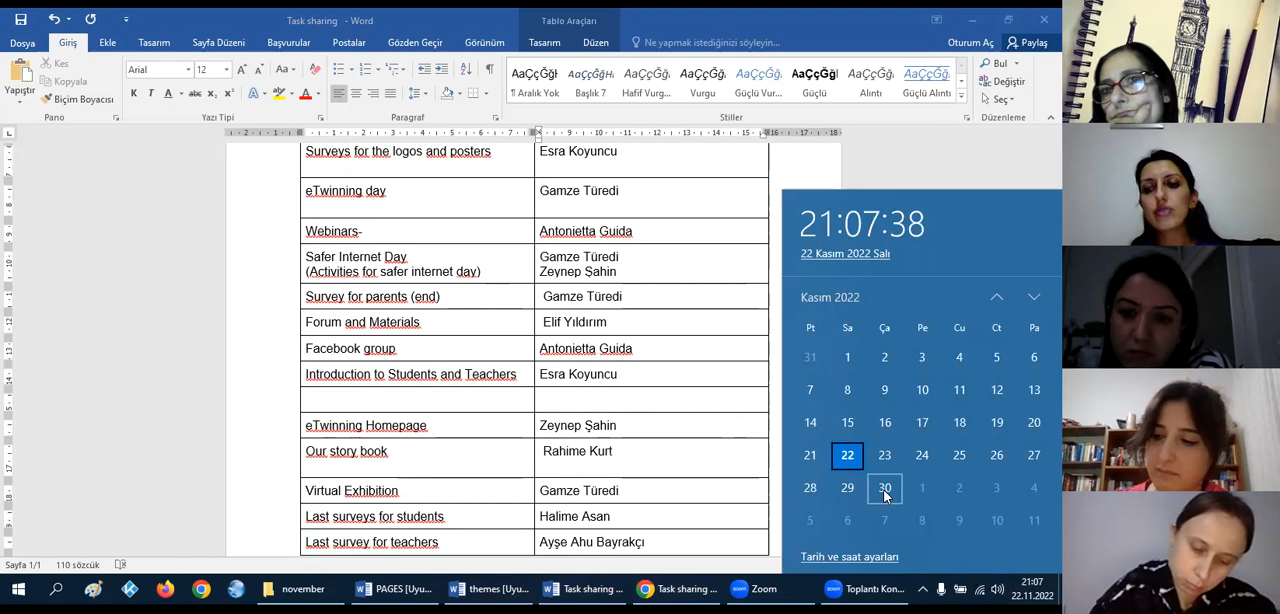 Task sharing - Word
Tablo Araçları
Dosya Giriş Ekle Tasarım Sayfa Düzeni Başvurular Postalar Gözden Geçir Görünüm Tasarım Düzen Ne yapmak istediğinizi söyleyin... Oturum Aç Paylaş
Yapıştır
Kes
Kopyala
Biçim Boyacısı
Arial 12
AaÇçĞğİ AaÇçĞğH AaÇçĞğ AaÇçĞğ AaÇçĞğ AaÇçĞğI AaÇçĞğ AaÇçĞğ
¶ Aralık Yok Başlık 7 Hafif Vurg... Vurgu Güçlü Vur... Güçlü Alıntı Güçlü Alıntı
Bul
Değiştir
Seç
Pano Yazı Tipi Paragraf Stiller Düzenleme
Surveys for the logos and posters Esra Koyuncu
eTwinning day Gamze Türedi
Webinars- Antonietta Guida
Safer Internet Day Gamze Türedi
(Activities for safer internet day) Zeynep Şahin
Survey for parents (end) Gamze Türedi
Forum and Materials Elif Yıldırım
Facebook group Antonietta Guida
Introduction to Students and Teachers Esra Koyuncu
eTwinning Homepage Zeynep Şahin
Our story book Rahime Kurt
Virtual Exhibition Gamze Türedi
Last surveys for students Halime Asan
Last survey for teachers Ayşe Ahu Bayrakçı
21:07:38
22 Kasım 2022 Salı
Kasım 2022
Pt Sa Ça Pe Cu Ct Pa
31 1 2 3 4 5 6
7 8 9 10 11 12 13
14 15 16 17 18 19 20
21 22 23 24 25 26 27
28 29 30 1 2 3 4
5 6 7 8 9 10 11
Tarih ve saat ayarları
Sayfa 1/1 110 sözcük
november PAGES [Uyu... themes [Uyu... Task sharing ... Task sharing ... Zoom Toplantı Kon...
21:07
22.11.2022